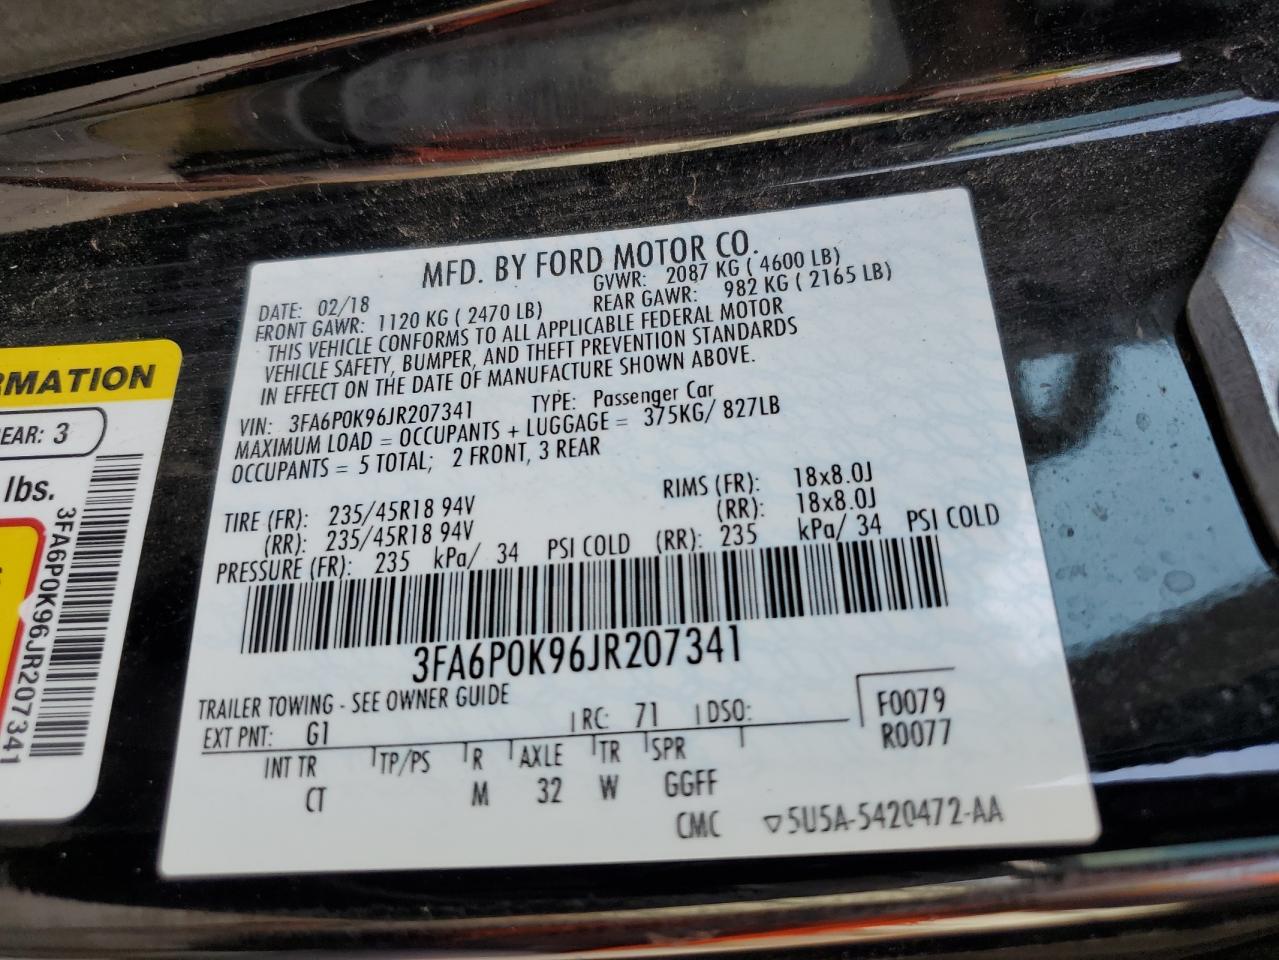 MFD. BY FORD MOTOR CO.
DATE: 02/18 GVWR: 2087 KG ( 4600 LB)
FRONT GAWR: 1120 KG ( 2470 LB) REAR GAWR: 982 KG ( 2165 LB)
THIS VEHICLE CONFORMS TO ALL APPLICABLE FEDERAL MOTOR
VEHICLE SAFETY, BUMPER, AND THEFT PREVENTION STANDARDS
IN EFFECT ON THE DATE OF MANUFACTURE SHOWN ABOVE.
VIN: 3FA6P0K96JR207341 TYPE: Passenger Car
MAXIMUM LOAD = OCCUPANTS + LUGGAGE = 375KG/ 827LB
OCCUPANTS = 5 TOTAL; 2 FRONT, 3 REAR
TIRE (FR): 235/45R18 94V RIMS (FR): 18x8.0J
(RR): 235/45R18 94V (RR): 18x8.0J
PRESSURE (FR): 235 kPa/ 34 PSI COLD (RR): 235 kPa/ 34 PSI COLD
3FA6P0K96JR207341
TRAILER TOWING - SEE OWNER GUIDE
EXT PNT: G1 RC: 71 DSO: F0079
R0077
INT TR TP/PS R AXLE TR SPR
CT M 32 W GGFF
CMC ▽5U5A-5420472-AA
RMATION
EAR: 3
lbs.
3FA6P0K96JR207341